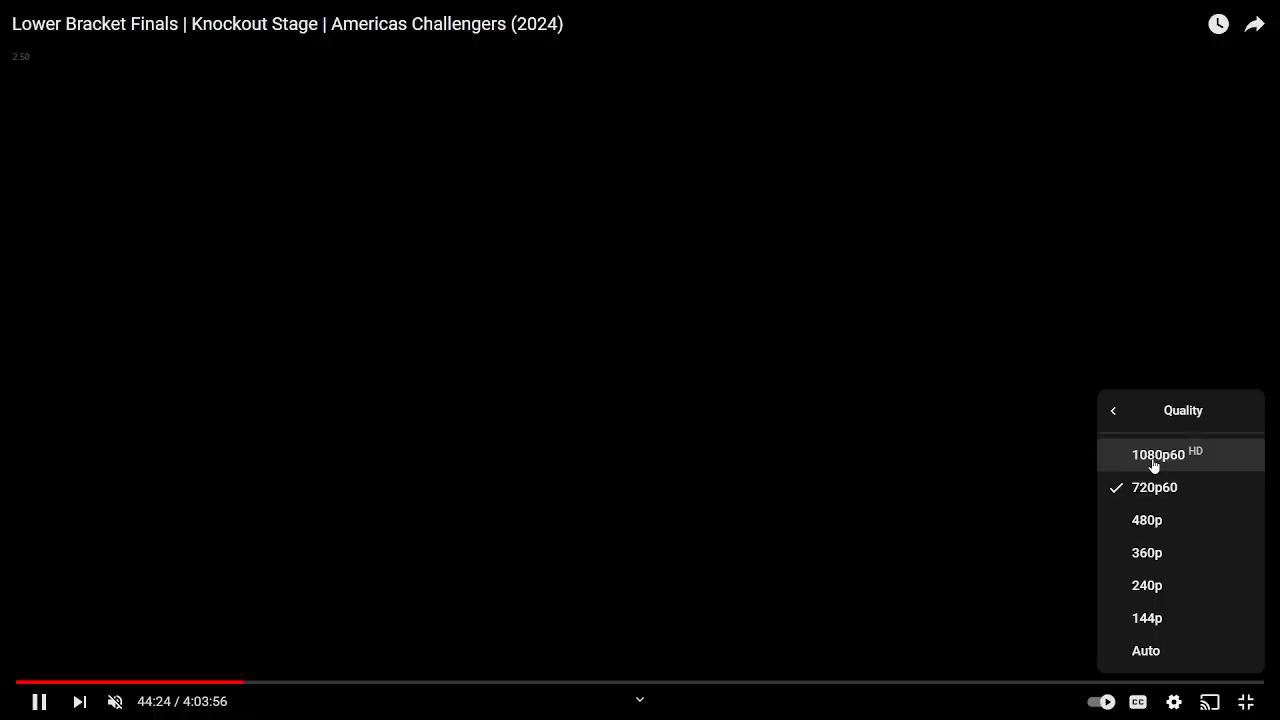 Lower Bracket Finals | Knockout Stage | Americas Challengers (2024)
2.50
Quality
1080p60 HD
720p60
480p
360p
240p
144p
Auto
44:24 / 4:03:56
CC